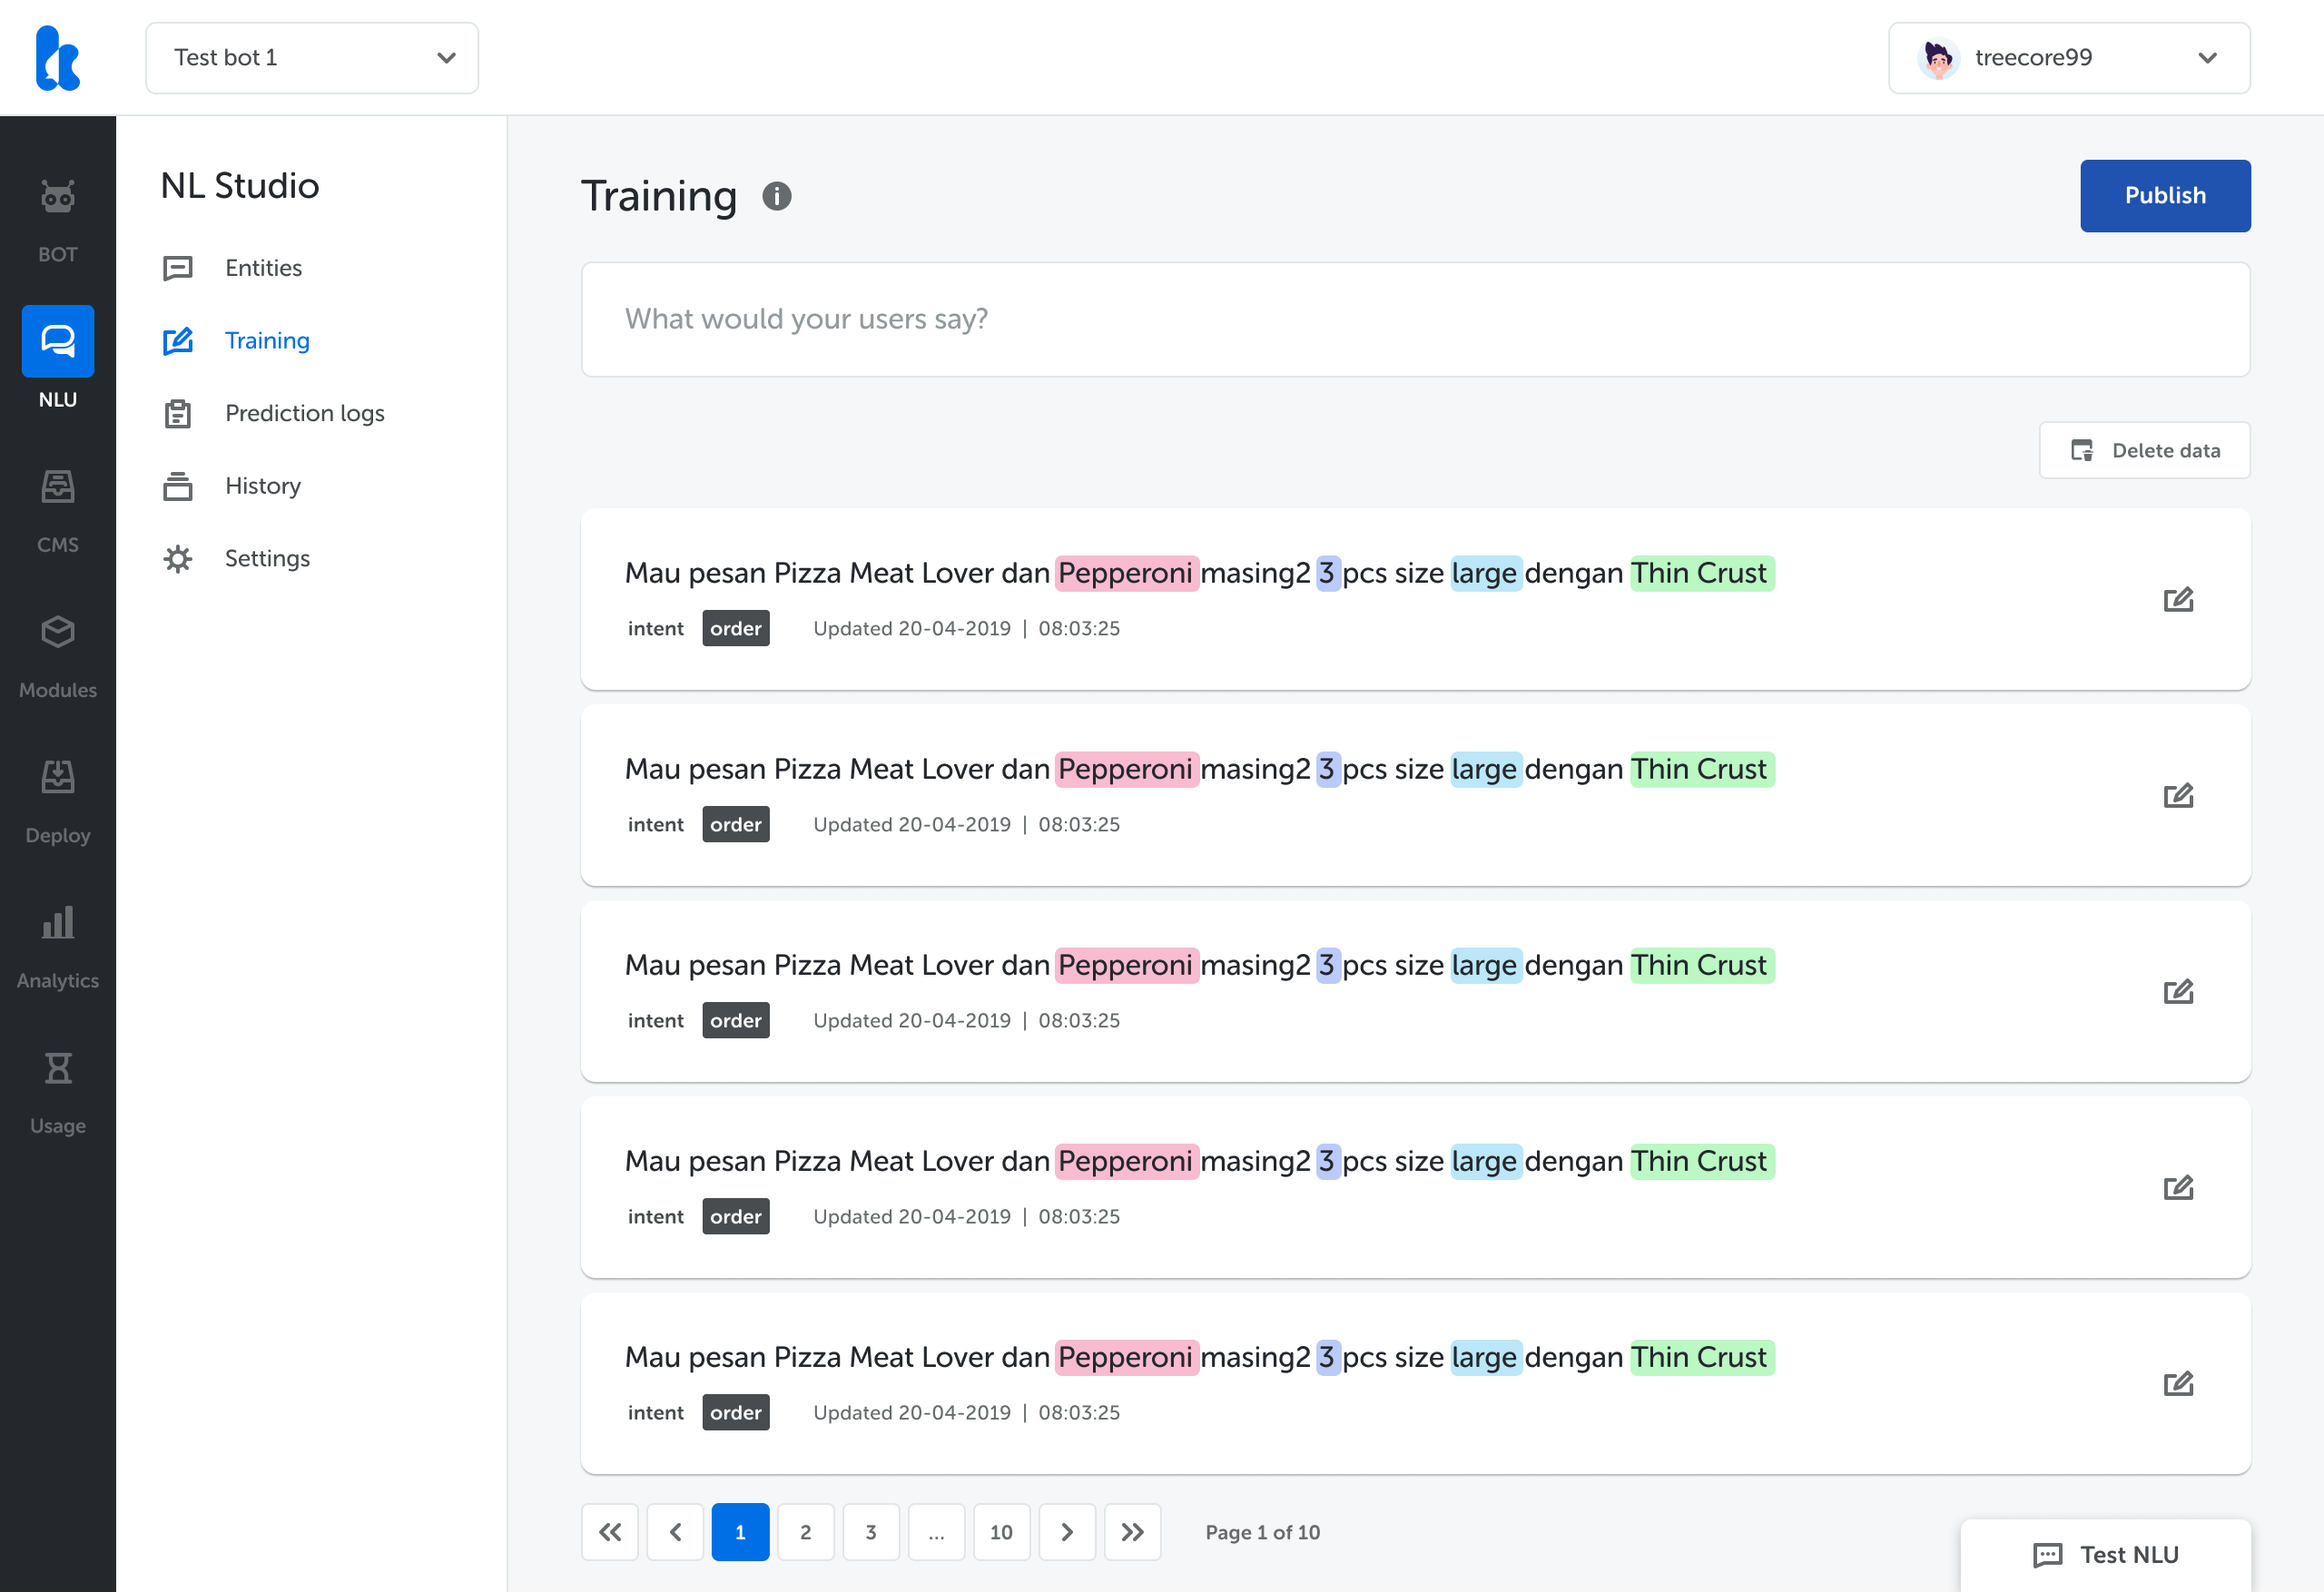 Test bot 1
treecore99
BOT
NLU
CMS
Modules
Deploy
Analytics
Usage
NL Studio
Entities
Training
Prediction logs
History
Settings
Training
Publish
What would your users say?
Delete data
Mau pesan Pizza Meat Lover dan Pepperoni masing2 3 pcs size large dengan Thin Crust
intent order Updated 20-04-2019 | 08:03:25
Mau pesan Pizza Meat Lover dan Pepperoni masing2 3 pcs size large dengan Thin Crust
intent order Updated 20-04-2019 | 08:03:25
Mau pesan Pizza Meat Lover dan Pepperoni masing2 3 pcs size large dengan Thin Crust
intent order Updated 20-04-2019 | 08:03:25
Mau pesan Pizza Meat Lover dan Pepperoni masing2 3 pcs size large dengan Thin Crust
intent order Updated 20-04-2019 | 08:03:25
Mau pesan Pizza Meat Lover dan Pepperoni masing2 3 pcs size large dengan Thin Crust
intent order Updated 20-04-2019 | 08:03:25
1 2 3 ... 10 Page 1 of 10
Test NLU